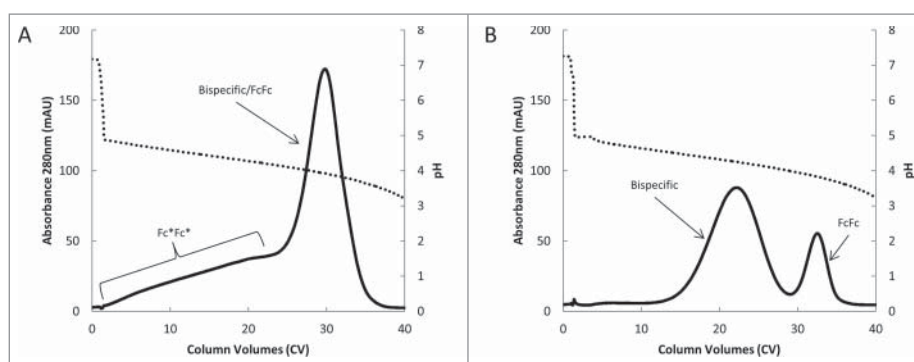 A
Absorbance 280nm (mAU)
200
150
100
50
0
Bispecific/FcFc
Fc*Fc*
8
7
6
5
4
3
2
1
0
pH
0 10 20 30 40
Column Volumes (CV)
B
Absorbance 280nm (mAU)
200
150
100
50
0
Bispecific
FcFc
8
7
6
5
4
3
2
1
0
pH
0 10 20 30 40
Column Volumes (CV)